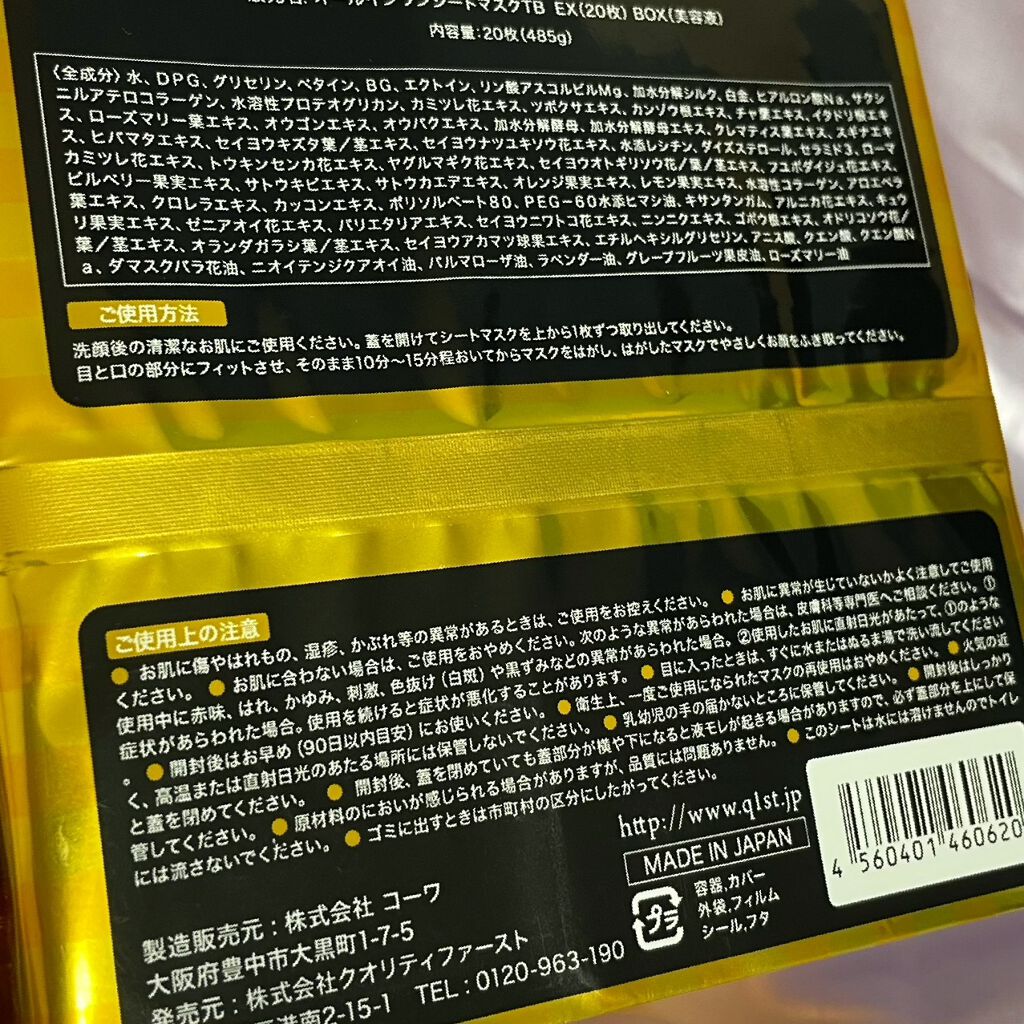 オールインワンシートマスクTB EX(20枚) BOX(美容液)
内容量:20枚(485g)
〈全成分〉水、DPG、グリセリン、ベタイン、BG、エクトイン、リン酸アスコルビルMg、加水分解シルク、白金、ヒアルロン酸Na、サクシ
ニルアテロコラーゲン、水溶性プロテオグリカン、カミツレ花エキス、ツボクサエキス、カンゾウ根エキス、チャ葉エキス、イタドリ根エキ
ス、ローズマリー葉エキス、オウゴンエキス、オウバクエキス、加水分解酵母、加水分解酵母エキス、クレマティス葉エキス、スギナエキ
ス、ヒバマタエキス、セイヨウキズタ葉/茎エキス、セイヨウナツユキソウ花エキス、水添レシチン、ダイズステロール、セラミド3、ローマ
カミツレ花エキス、トウキンセンカ花エキス、ヤグルマギク花エキス、セイヨウオトギリソウ花/葉/茎エキス、フユボダイジュ花エキス、
ビルベリー果実エキス、サトウキビエキス、サトウカエデエキス、オレンジ果実エキス、レモン果実エキス、水溶性コラーゲン、アロエベラ
葉エキス、クロレラエキス、カッコンエキス、ポリソルベート80、PEG-60水添ヒマシ油、キサンタンガム、アルニカ花エキス、キュウ
リ果実エキス、ゼニアオイ花エキス、パリエタリアエキス、セイヨウニワトコ花エキス、ニンニクエキス、ゴボウ根エキス、オドリコソウ花/
葉/茎エキス、オランダガラシ葉/茎エキス、セイヨウアカマツ球果エキス、エチルヘキシルグリセリン、アニス酸、クエン酸、クエン酸N
a、ダマスクバラ花油、ニオイテンジクアオイ油、パルマローザ油、ラベンダー油、グレープフルーツ果皮油、ローズマリー油
ご使用方法
洗顔後の清潔なお肌にご使用ください。蓋を開けてシートマスクを上から1枚ずつ取り出してください。
目と口の部分にフィットさせ、そのまま10分〜15分程おいてからマスクをはがし、はがしたマスクでやさしくお顔をふき取ってください。
ご使用上の注意
●お肌に傷やはれもの、湿疹、かぶれ等の異常があるときは、ご使用をお控えください。●お肌に異常が生じていないかよく注意してご使用
ください。●お肌に合わない場合は、ご使用をおやめください。次のような異常があらわれた場合は、皮膚科等専門医へご相談ください。①
使用中に赤味、はれ、かゆみ、刺激、色抜け(白斑)や黒ずみなどの異常があらわれた場合。②使用したお肌に直射日光があたって、①のような
症状があらわれた場合。使用を続けると症状が悪化することがあります。●目に入ったときは、すぐに水またはぬるま湯で洗い流してください
。●開封後はお早め(90日以内目安)にお使いください。●衛生上、一度ご使用になられたマスクの再使用はおやめください。●火気の近
く、高温または直射日光のあたる場所には保管しないでください。●乳幼児の手の届かないところに保管してください。●開封後はしっかり
と蓋を閉めてください。●開封後、蓋を閉めていても蓋部分が横や下になると液モレが起きる場合がありますので、必ず蓋部分を上にして保
管してください。●原材料のにおいが感じられる場合がありますが、品質には問題ありません。●このシートは水には溶けませんのでトイレ
には流さないでください。●ゴミに出すときは市町村の区分にしたがってください。
http://www.q1st.jp
MADE IN JAPAN
プラ
容器,カバー
外袋,フィルム
シール,フタ
4 560401 460620
製造販売元:株式会社 コーワ
大阪府豊中市大黒町1-7-5
発売元:株式会社クオリティファースト
港南2-15-1 TEL:0120-963-190